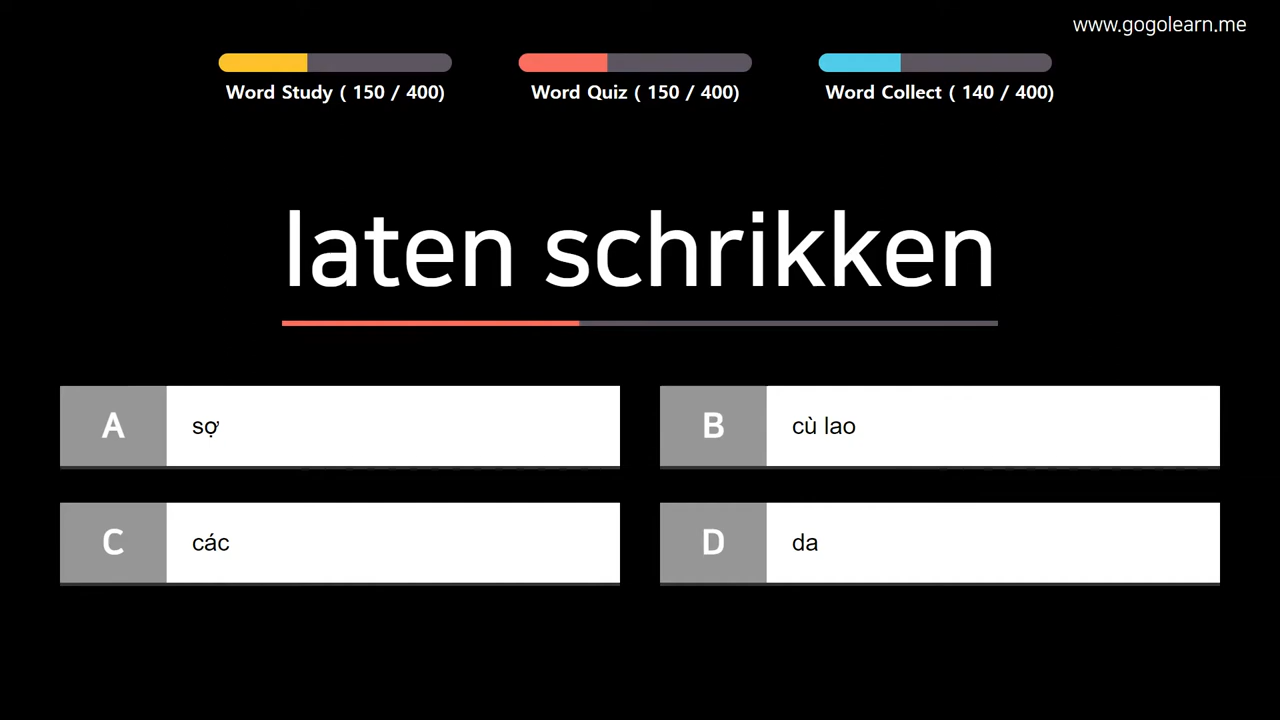 www.gogolearn.me
Word Study ( 150 / 400)
Word Quiz ( 150 / 400)
Word Collect ( 140 / 400)
laten schrikken
A sợ
B cù lao
C các
D da